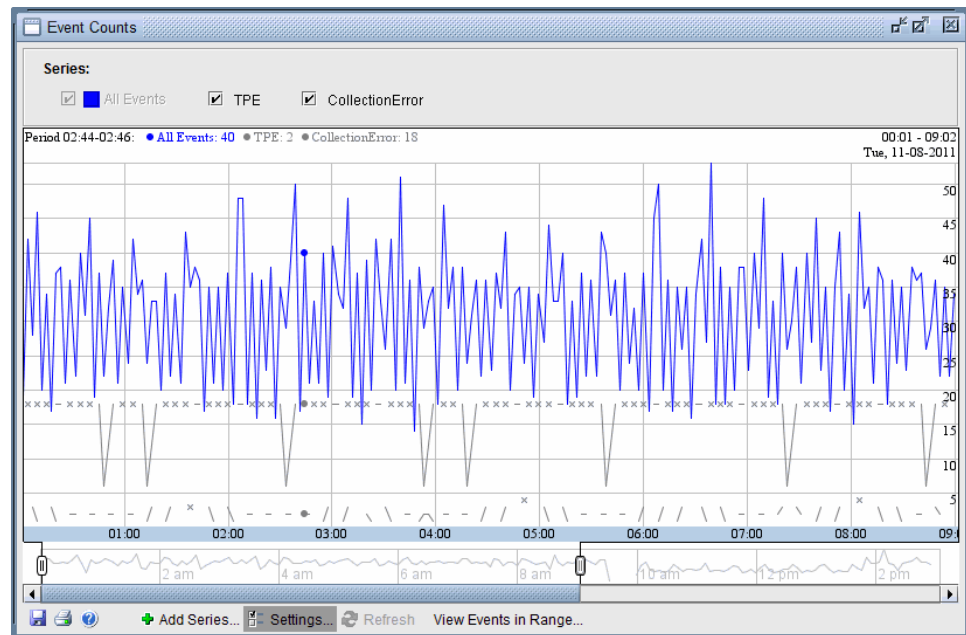 Event Counts
Series:
All Events TPE CollectionError
Period 02:44-02:46: All Events: 40 TPE: 2 CollectionError: 18 00:01 - 09:02
Tue, 11-08-2011
50
45
40
35
30
25
20
15
10
5
01:00 02:00 03:00 04:00 05:00 06:00 07:00 08:00 09:
2 am 4 am 6 am 8 am 10 am 12 pm 2 pm
Add Series... Settings... Refresh View Events in Range...